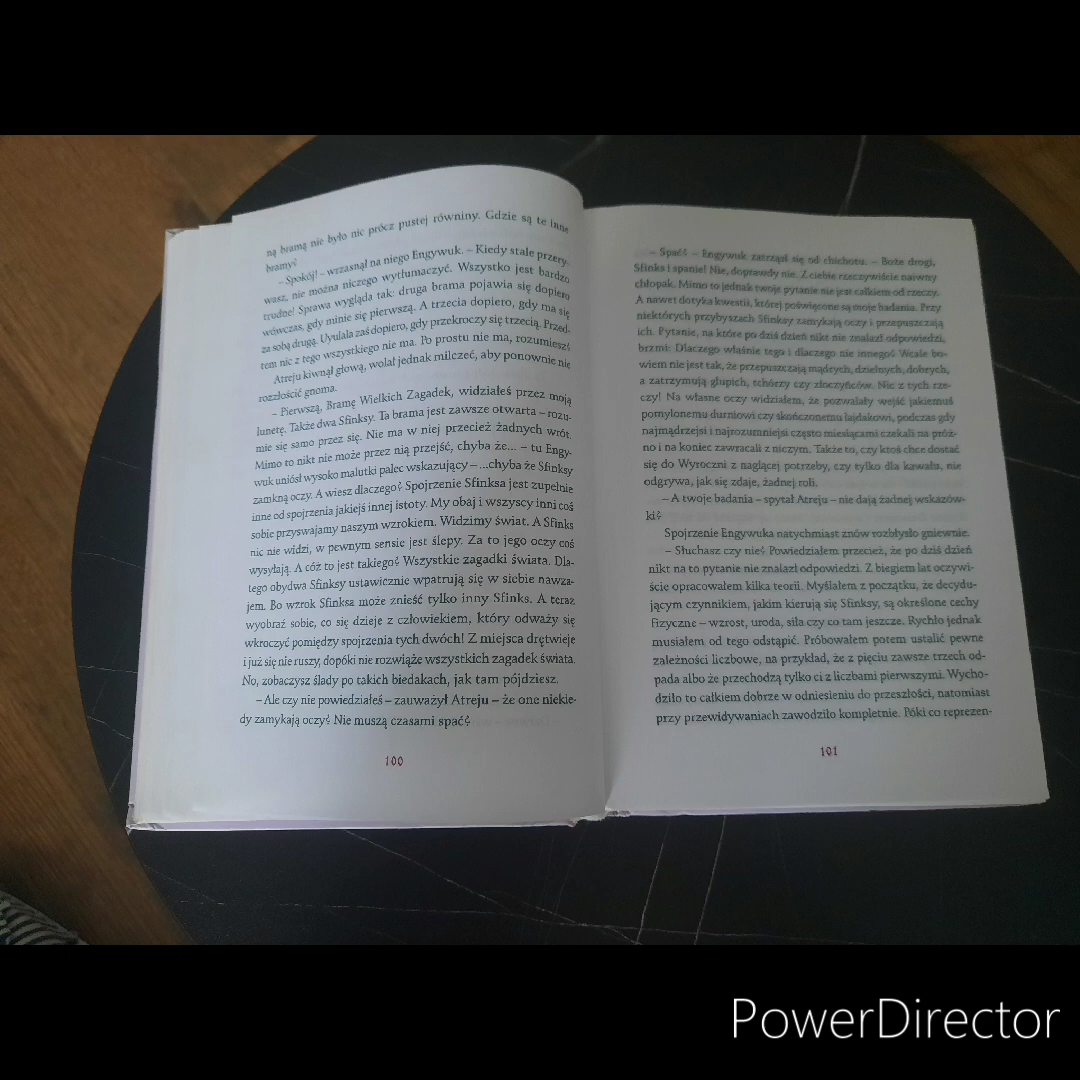 ną bramą nie było nic prócz pustej równiny. Gdzie są te inne
bramy?
– Spokój! – wrzasnął na niego Engywuk. – Kiedy stale przery-
wasz, nie można niczego wytłumaczyć. Wszystko jest bardzo
trudne! Sprawa wygląda tak: druga brama pojawia się dopiero
wówczas, gdy minie się pierwszą. A trzecia dopiero, gdy ma się
za sobą drugą. Uyulala zaś dopiero, gdy przekroczy się trzecią. Przed-
tem nic z tego wszystkiego nie ma. Po prostu nie ma, rozumiesz?
Atreju kiwnął głową, wolał jednak milczeć, aby ponownie nie
rozzłościć gnoma.
– Pierwszą, Bramę Wielkich Zagadek, widziałeś przez moją
lunetę. Także dwa Sfinksy. Ta brama jest zawsze otwarta – rozu-
mie się samo przez się. Nie ma w niej przecież żadnych wrót.
Mimo to nikt nie może przez nią przejść, chyba że... – tu Engy-
wuk uniósł wysoko malutki palec wskazujący – ...chyba że Sfinksy
zamkną oczy. A wiesz dlaczego? Spojrzenie Sfinksa jest zupełnie
inne od spojrzenia jakiejś innej istoty. My obaj i wszyscy inni coś
sobie przyswajamy naszym wzrokiem. Widzimy świat. A Sfinks
nic nie widzi, w pewnym sensie jest ślepy. Za to jego oczy coś
wysyłają. A cóż to jest takiego? Wszystkie zagadki świata. Dla-
tego obydwa Sfinksy ustawicznie wpatrują się w siebie nawza-
jem. Bo wzrok Sfinksa może znieść tylko inny Sfinks. A teraz
wyobraź sobie, co się dzieje z człowiekiem, który odważy się
wkroczyć pomiędzy spojrzenia tych dwóch! Z miejsca drętwieje
i już się nie ruszy, dopóki nie rozwiąże wszystkich zagadek świata.
No, zobaczysz ślady po takich biedakach, jak tam pójdziesz.
– Ale czy nie powiedziałeś – zauważył Atreju – że one niekie-
dy zamykają oczy? Nie muszą czasami spać?
100
– Spać? – Engywuk zatrząsł się od chichotu. – Boże drogi,
Sfinks i spanie! Nie, doprawdy nie. Z ciebie rzeczywiście naiwny
chłopak. Mimo to jednak twoje pytanie nie jest całkiem od rzeczy.
A nawet dotyka kwestii, której poświęcone są moje badania. Przy
niektórych przybyszach Sfinksy zamykają oczy i przepuszczają
ich. Pytanie, na które po dziś dzień nikt nie znalazł odpowiedzi,
brzmi: Dlaczego właśnie tego i dlaczego nie innego? Wcale bo-
wiem nie jest tak, że przepuszczają mądrych, dzielnych, dobrych,
a zatrzymują głupich, tchórzy czy złoczyńców. Nic z tych rze-
czy! Na własne oczy widziałem, że pozwalały wejść jakiemuś
pomylonemu durniowi czy skończonemu łajdakowi, podczas gdy
najmądrzejsi i najrozumniejsi często miesiącami czekali na próż-
no i na koniec zawracali z niczym. Także to, czy ktoś chce dostać
się do Wyroczni z naglącej potrzeby, czy tylko dla kawału, nie
odgrywa, jak się zdaje, żadnej roli.
– A twoje badania – spytał Atreju – nie dają żadnej wskazów-
ki?
Spojrzenie Engywuka natychmiast znów rozbłysło gniewnie.
– Słuchasz czy nie? Powiedziałem przecież, że po dziś dzień
nikt na to pytanie nie znalazł odpowiedzi. Z biegiem lat oczywi-
ście opracowałem kilka teorii. Myślałem z początku, że decydu-
jącym czynnikiem, jakim kierują się Sfinksy, są określone cechy
fizyczne – wzrost, uroda, siła czy co tam jeszcze. Rychło jednak
musiałem od tego odstąpić. Próbowałem potem ustalić pewne
zależności liczbowe, na przykład, że z pięciu zawsze trzech od-
pada albo że przechodzą tylko ci z liczbami pierwszymi. Wycho-
dziło to całkiem dobrze w odniesieniu do przeszłości, natomiast
przy przewidywaniach zawodziło kompletnie. Póki co reprezen-
101
PowerDirector